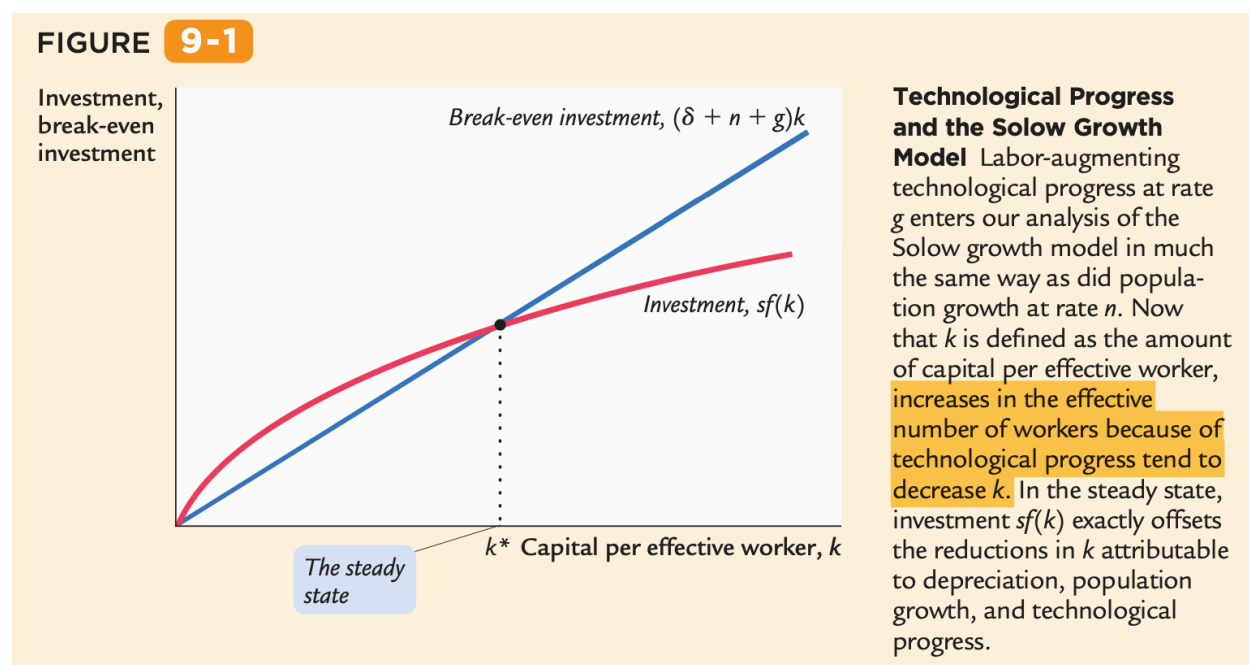 FIGURE 9-1
Investment,
break-even
investment
Break-even investment, (δ + n + g)k
Investment, sf(k)
k* Capital per effective worker, k
The steady
state
Technological Progress
and the Solow Growth
Model Labor-augmenting
technological progress at rate
g enters our analysis of the
Solow growth model in much
the same way as did popula-
tion growth at rate n. Now
that k is defined as the amount
of capital per effective worker,
increases in the effective
number of workers because of
technological progress tend to
decrease k. In the steady state,
investment sf(k) exactly offsets
the reductions in k attributable
to depreciation, population
growth, and technological
progress.